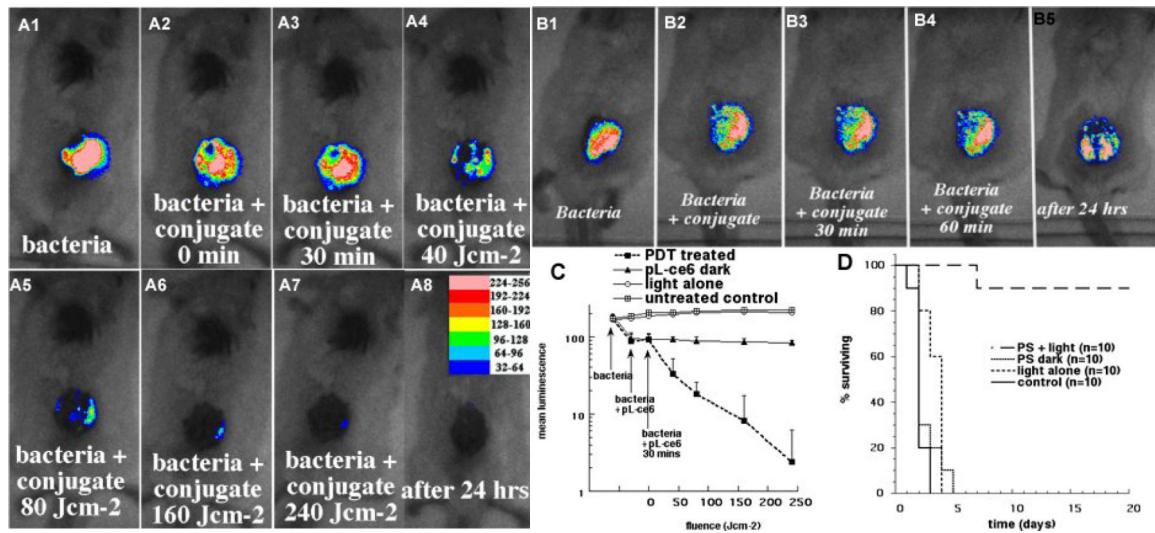 A1
bacteria
A2
bacteria +
conjugate
0 min
A3
bacteria +
conjugate
30 min
A4
bacteria +
conjugate
40 Jcm-2
B1
Bacteria
B2
Bacteria
+ conjugate
B3
Bacteria
+ conjugate
30 min
B4
Bacteria
+ conjugate
60 min
B5
after 24 hrs
A5
bacteria +
conjugate
80 Jcm-2
A6
bacteria +
conjugate
160 Jcm-2
A7
bacteria +
conjugate
240 Jcm-2
A8
224-256
192-224
160-192
128-160
96-128
64-96
32-64
after 24 hrs
C
PDT treated
pL-ce6 dark
light alone
untreated control
mean luminescence
100
10
1
bacteria
bacteria
+pL-ce6
bacteria
+pL-ce6
30 mins
0 50 100 150 200 250
fluence (Jcm-2)
D
% surviving
100
80
60
40
20
0
PS + light (n=10)
PS dark (n=10)
light alone (n=10)
control (n=10)
0 5 10 15 20
time (days)